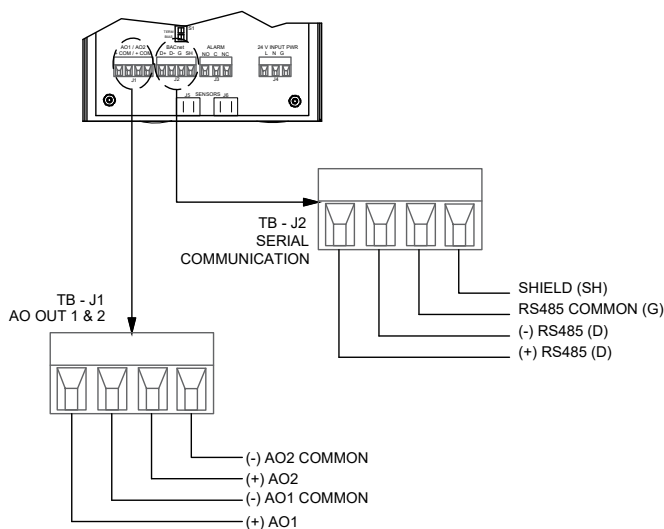 S1
AO1 / AO2
+ COM / + COM
J1
BACnet
D+ D- G SH
J2
ALARM
NO C NC
J3
24 V INPUT PWR
L N G
J4
J5 SENSORS J6
TB - J2
SERIAL
COMMUNICATION
SHIELD (SH)
RS485 COMMON (G)
(-) RS485 (D)
(+) RS485 (D)
TB - J1
AO OUT 1 & 2
(-) AO2 COMMON
(+) AO2
(-) AO1 COMMON
(+) AO1